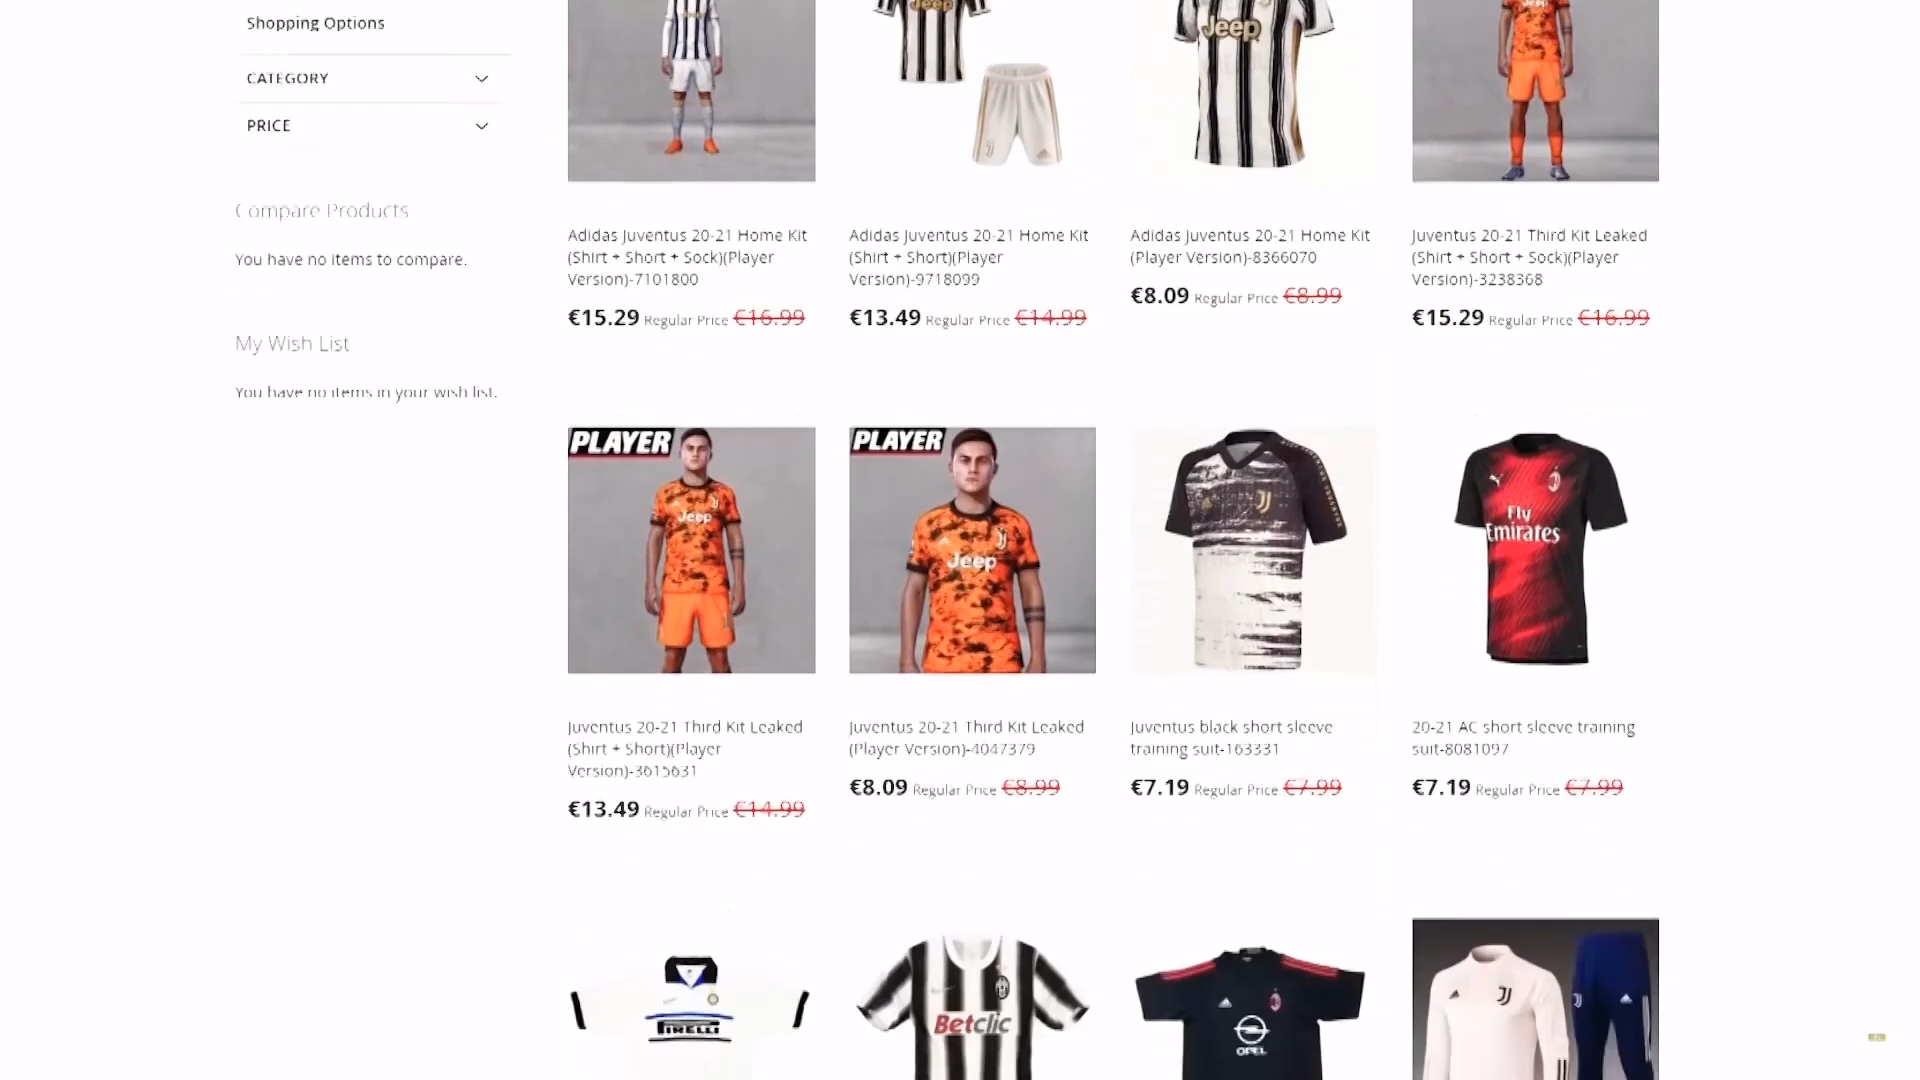 Shopping Options
CATEGORY
PRICE
Compare Products
You have no items to compare.
My Wish List
You have no items in your wish list.
Jeep
Jeep
Jeep
Adidas Juventus 20-21 Home Kit
(Shirt + Short + Sock)(Player
Version)-7101800
€15.29 Regular Price €16.99
Adidas Juventus 20-21 Home Kit
(Shirt + Short)(Player
Version)-9718099
€13.49 Regular Price €14.99
Adidas Juventus 20-21 Home Kit
(Player Version)-8366070
€8.09 Regular Price €8.99
Juventus 20-21 Third Kit Leaked
(Shirt + Short + Sock)(Player
Version)-3238368
€15.29 Regular Price €16.99
PLAYER
Jeep
PLAYER
Jeep
Fly
Emirates
Juventus 20-21 Third Kit Leaked
(Shirt + Short)(Player
Version)-3615631
€13.49 Regular Price €14.99
Juventus 20-21 Third Kit Leaked
(Player Version)-4047379
€8.09 Regular Price €8.99
Juventus black short sleeve
training suit-163331
€7.19 Regular Price €7.99
20-21 AC short sleeve training
suit-8081097
€7.19 Regular Price €7.99
PIRELLI
Betclic
OPEL